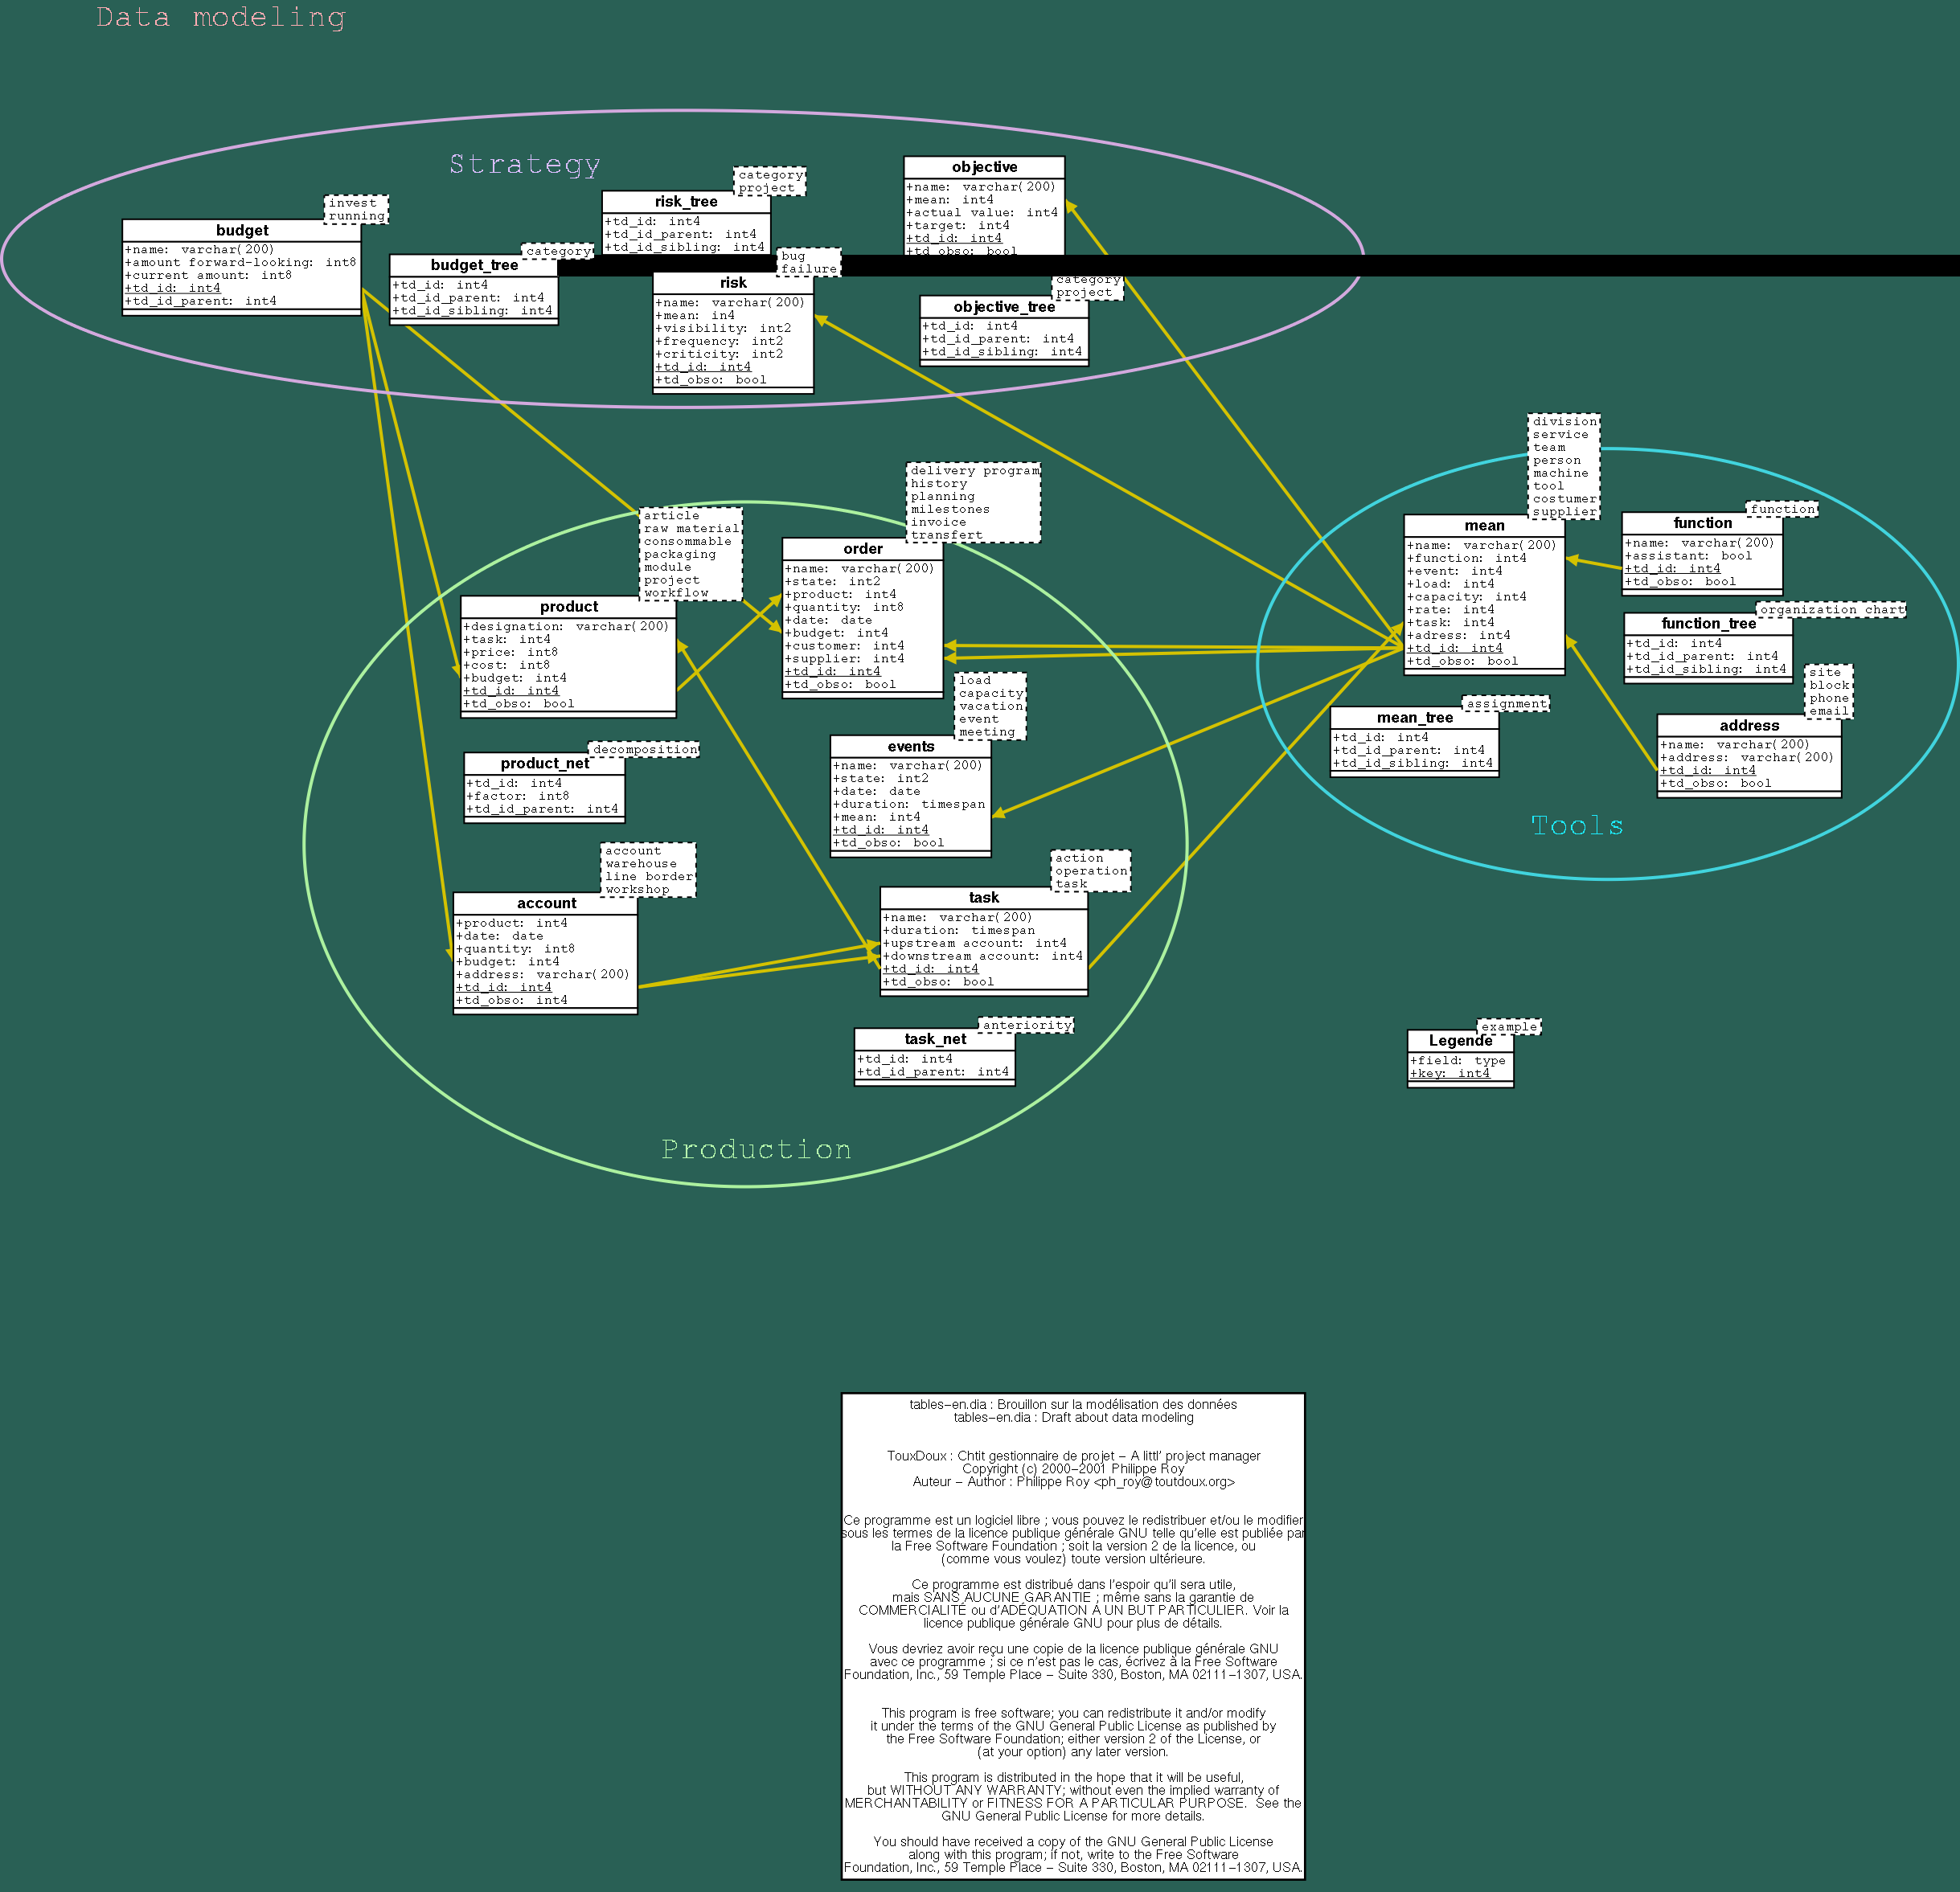 Data modeling
Strategy
invest
running
budget
+name: varchar(200)
+amount forward-looking: int8
+current amount: int8
+td_id: int4
+td_id_parent: int4
category
budget_tree
+td_id: int4
+td_id_parent: int4
+td_id_sibling: int4
category
project
risk_tree
+td_id: int4
+td_id_parent: int4
+td_id_sibling: int4
bug
failure
risk
+name: varchar(200)
+mean: in4
+visibility: int2
+frequency: int2
+criticity: int2
+td_id: int4
+td_obso: bool
objective
+name: varchar(200)
+mean: int4
+actual value: int4
+target: int4
+td_id: int4
+td_obso: bool
category
project
objective_tree
+td_id: int4
+td_id_parent: int4
+td_id_sibling: int4
article
raw material
consommable
packaging
module
project
workflow
product
+designation: varchar(200)
+task: int4
+price: int8
+cost: int8
+budget: int4
+td_id: int4
+td_obso: bool
delivery program
history
planning
milestones
invoice
transfert
order
+name: varchar(200)
+state: int2
+product: int4
+quantity: int8
+date: date
+budget: int4
+customer: int4
+supplier: int4
+td_id: int4
+td_obso: bool
decomposition
product_net
+td_id: int4
+factor: int8
+td_id_parent: int4
load
capacity
vacation
event
meeting
events
+name: varchar(200)
+state: int2
+date: date
+duration: timespan
+mean: int4
+td_id: int4
+td_obso: bool
account
warehouse
line border
workshop
account
+product: int4
+date: date
+quantity: int8
+budget: int4
+address: varchar(200)
+td_id: int4
+td_obso: int4
action
operation
task
task
+name: varchar(200)
+duration: timespan
+upstream account: int4
+downstream account: int4
+td_id: int4
+td_obso: bool
anteriority
task_net
+td_id: int4
+td_id_parent: int4
Production
division
service
team
person
machine
tool
costumer
supplier
mean
+name: varchar(200)
+function: int4
+event: int4
+load: int4
+capacity: int4
+rate: int4
+task: int4
+adress: int4
+td_id: int4
+td_obso: bool
function
function
+name: varchar(200)
+assistant: bool
+td_id: int4
+td_obso: bool
organization chart
function_tree
+td_id: int4
+td_id_parent: int4
+td_id_sibling: int4
assignment
mean_tree
+td_id: int4
+td_id_parent: int4
+td_id_sibling: int4
site
block
phone
email
address
+name: varchar(200)
+address: varchar(200)
+td_id: int4
+td_obso: bool
Tools
example
Legende
+field: type
+key: int4
tables-en.dia : Brouillon sur la modélisation des données
tables-en.dia : Draft about data modeling
TouxDoux : Chtit gestionnaire de projet - A littl' project manager
Copyright (c) 2000-2001 Philippe Roy
Auteur - Author : Philippe Roy <ph_roy@toutdoux.org>
Ce programme est un logiciel libre ; vous pouvez le redistribuer et/ou le modifier
sous les termes de la licence publique générale GNU telle qu'elle est publiée par
la Free Software Foundation ; soit la version 2 de la licence, ou
(comme vous voulez) toute version ultérieure.
Ce programme est distribué dans l'espoir qu'il sera utile,
mais SANS AUCUNE GARANTIE ; même sans la garantie de
COMMERCIALITÉ ou d'ADÉQUATION À UN BUT PARTICULIER. Voir la
licence publique générale GNU pour plus de détails.
Vous devriez avoir reçu une copie de la licence publique générale GNU
avec ce programme ; si ce n'est pas le cas, écrivez à la Free Software
Foundation, Inc., 59 Temple Place - Suite 330, Boston, MA 02111-1307, USA.
This program is free software; you can redistribute it and/or modify
it under the terms of the GNU General Public License as published by
the Free Software Foundation; either version 2 of the License, or
(at your option) any later version.
This program is distributed in the hope that it will be useful,
but WITHOUT ANY WARRANTY; without even the implied warranty of
MERCHANTABILITY or FITNESS FOR A PARTICULAR PURPOSE. See the
GNU General Public License for more details.
You should have received a copy of the GNU General Public License
along with this program; if not, write to the Free Software
Foundation, Inc., 59 Temple Place - Suite 330, Boston, MA 02111-1307, USA.